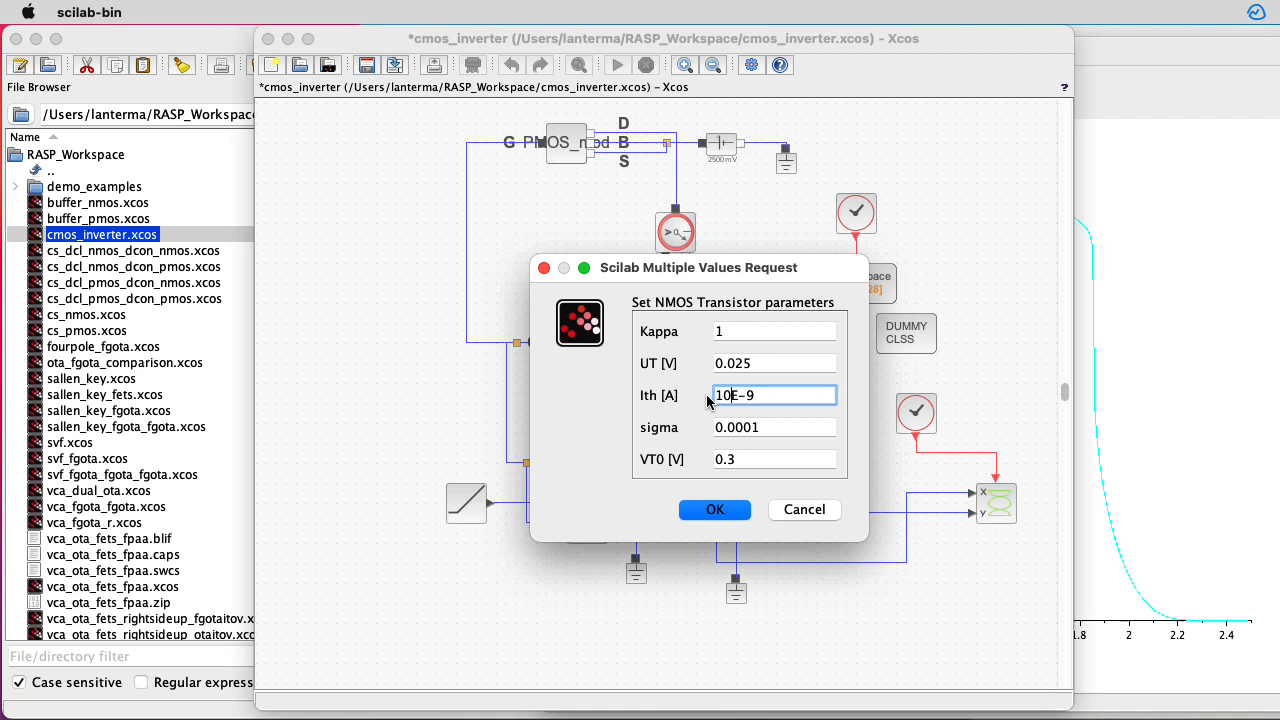 scilab-bin
*cmos_inverter (/Users/lanterma/RASP_Workspace/cmos_inverter.xcos) - Xcos
*cmos_inverter (/Users/lanterma/RASP_Workspace/cmos_inverter.xcos) - Xcos
?
File Browser
/Users/lanterma/RASP_Workspac
Name
RASP_Workspace
..
demo_examples
buffer_nmos.xcos
buffer_pmos.xcos
cmos_inverter.xcos
cs_dcl_nmos_dcon_nmos.xcos
cs_dcl_nmos_dcon_pmos.xcos
cs_dcl_pmos_dcon_nmos.xcos
cs_dcl_pmos_dcon_pmos.xcos
cs_nmos.xcos
cs_pmos.xcos
fourpole_fgota.xcos
ota_fgota_comparison.xcos
sallen_key.xcos
sallen_key_fets.xcos
sallen_key_fgota.xcos
sallen_key_fgota_fgota.xcos
svf.xcos
svf_fgota.xcos
svf_fgota_fgota_fgota.xcos
vca_dual_ota.xcos
vca_fgota_fgota.xcos
vca_fgota_r.xcos
vca_ota_fets_fpaa.blif
vca_ota_fets_fpaa.caps
vca_ota_fets_fpaa.swcs
vca_ota_fets_fpaa.xcos
vca_ota_fets_fpaa.zip
vca_ota_fets_rightsideup_fgotaitov.x
vca_ota_fets_rightsideup_otaitov.xco
File/directory filter
Case sensitive
Regular express
D
G PMOS_mod B
S
2500 mV
pace
28]
DUMMY
CLSS
X
Y
Scilab Multiple Values Request
Set NMOS Transistor parameters
Kappa 1
UT [V] 0.025
Ith [A] 10E-9
sigma 0.0001
VT0 [V] 0.3
OK
Cancel
1.8 2 2.2 2.4